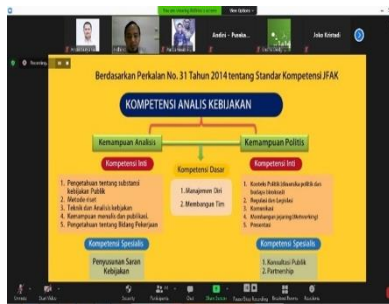 Andini - Pusaka...
Joko Kristadi
Recording...
Berdasarkan Perkalan No. 31 Tahun 2014 tentang Standar Kompetensi JFAK
KOMPETENSI ANALIS KEBIJAKAN
Kemampuan Analisis
Kemampuan Politis
Kompetensi Inti
1. Pengetahuan tentang substansi
kebijakan Publik
2. Metode riset
3. Teknik dan Analisis kebijakan
4. Kemampuan menulis dan publikasi.
5. Pengetahuan tentang Bidang Pekerjaan
Kompetensi Spesialis
Penyusunan Saran
Kebijakan
Kompetensi Dasar
1. Manajemen Diri
2. Membangun Tim
Kompetensi Inti
1. Konteks Politik
2. Regulasi dan Legislasi
3. Komunikasi
4. Membangun jejaring (Networking)
5. Presentasi
Kompetensi Spesialis
1. Konsultasi Publik
2. Partnership